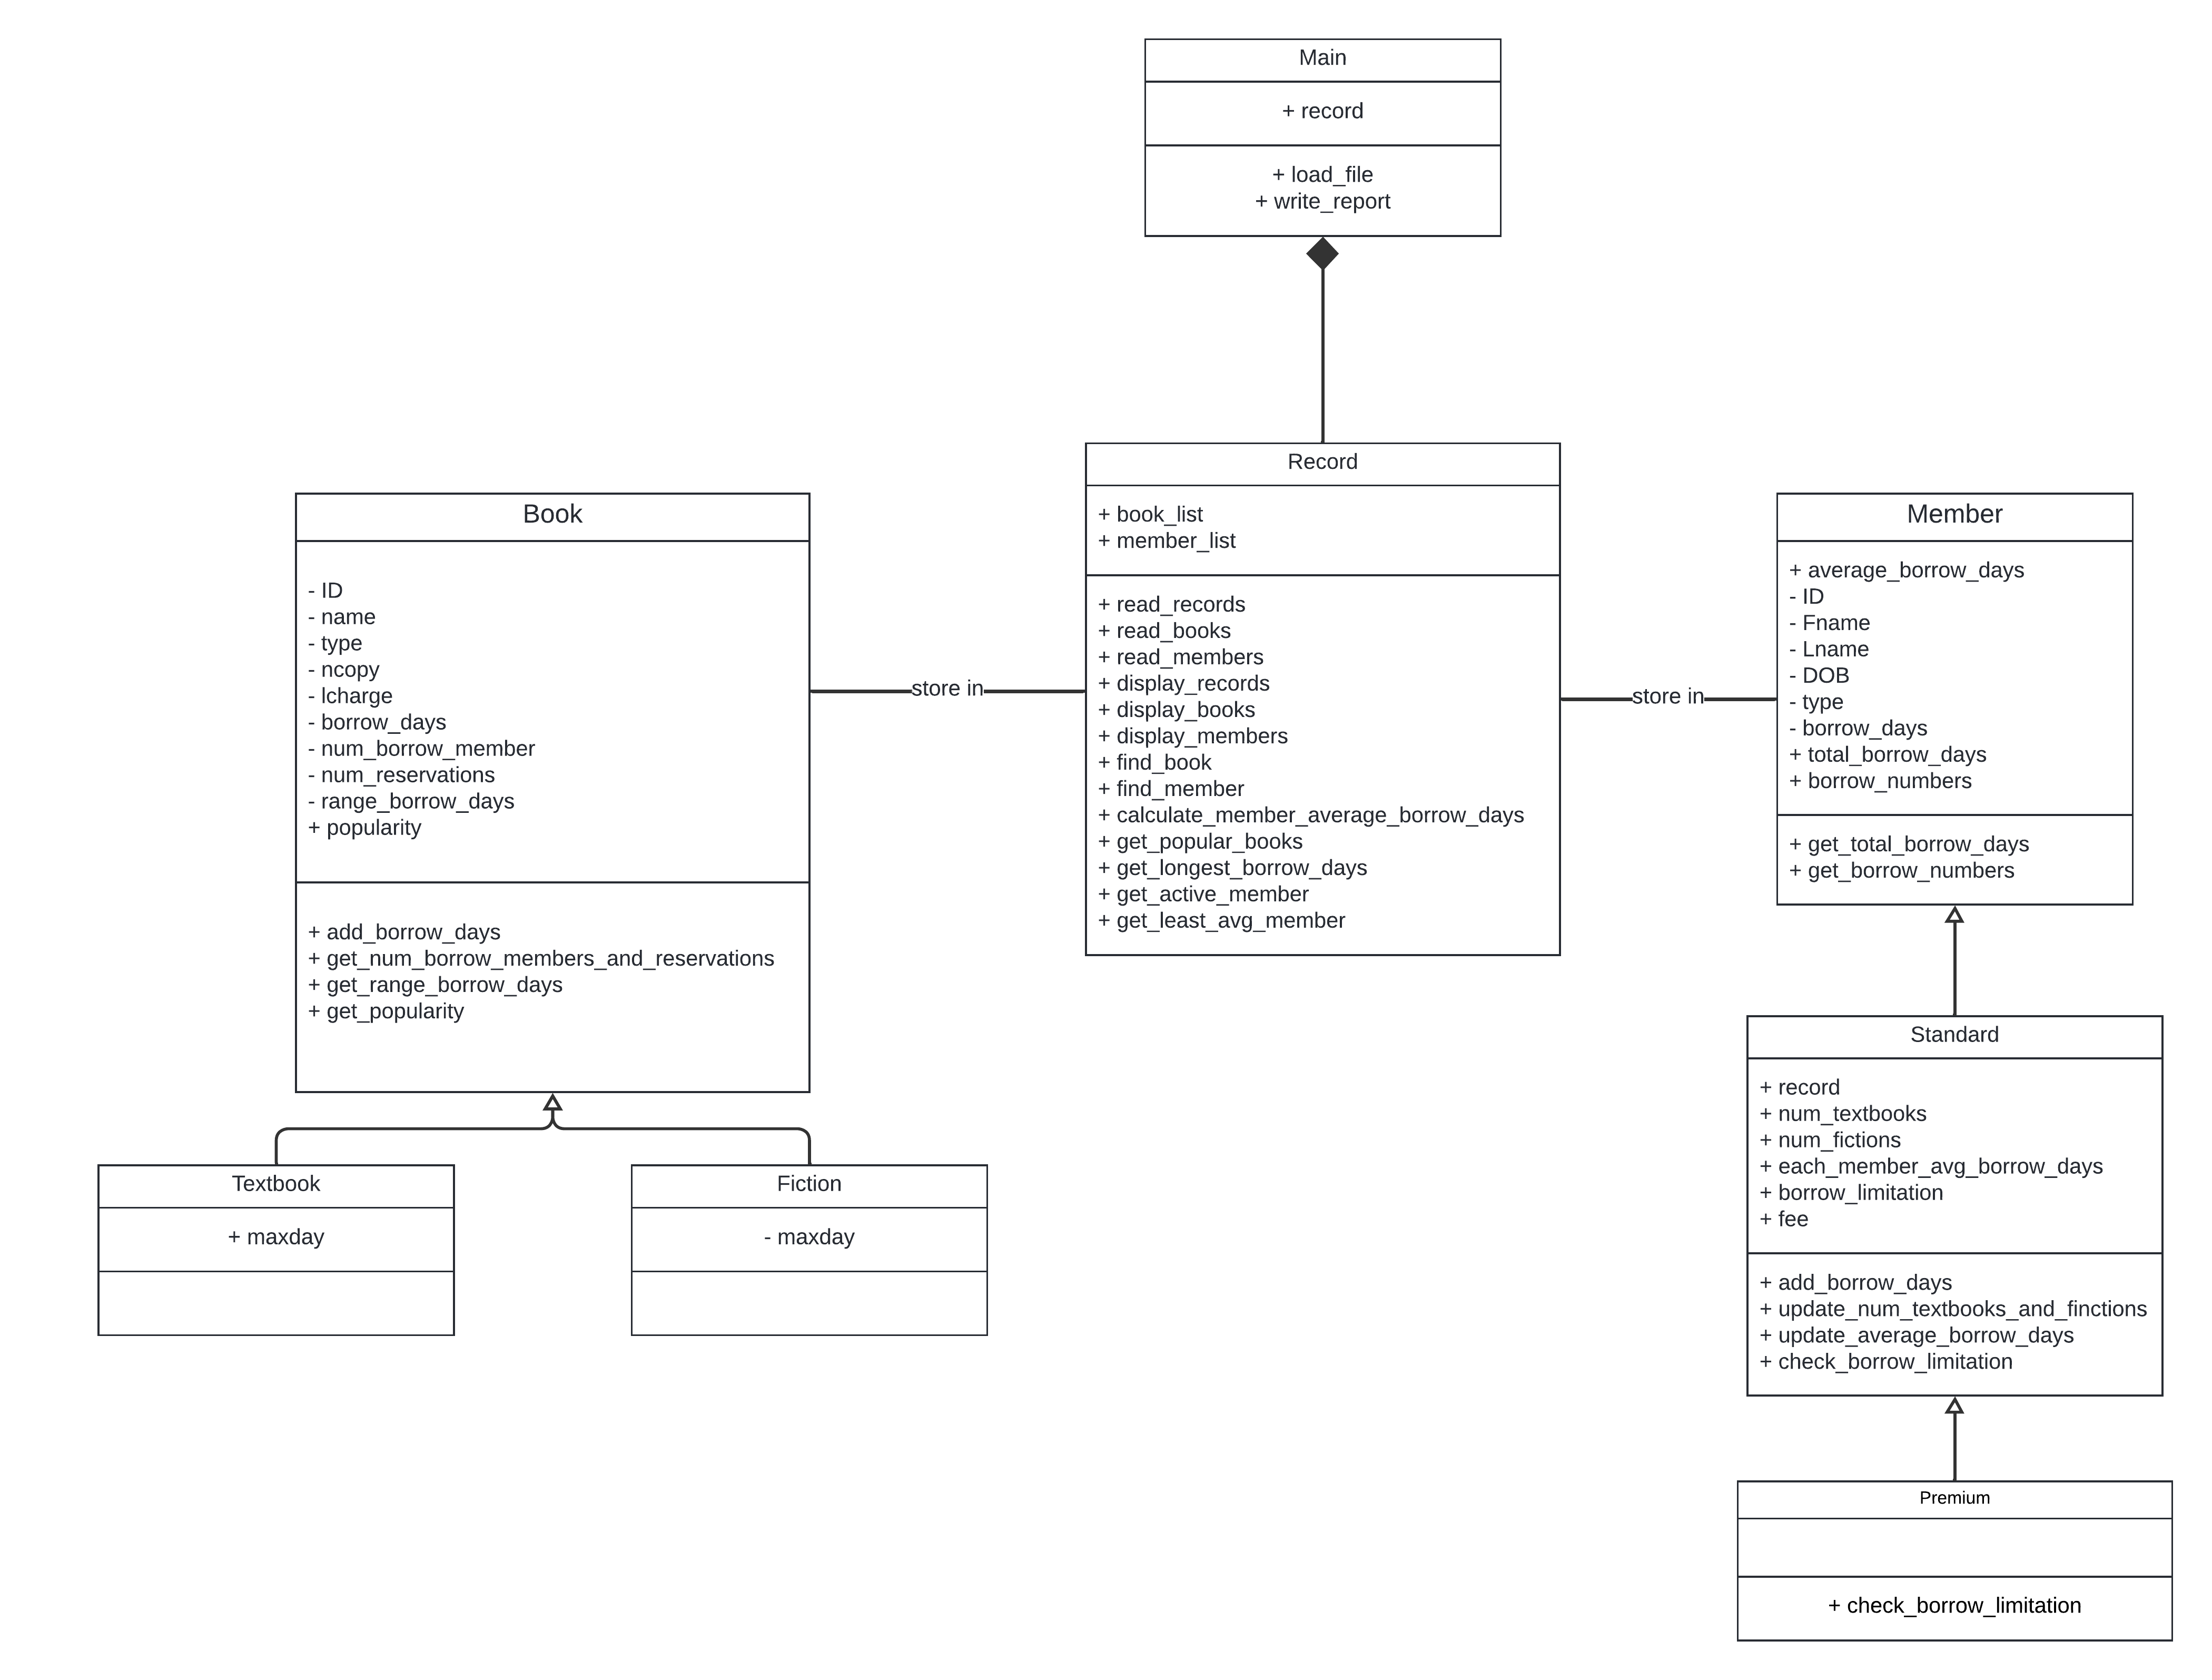 Main
+ record
+ load_file
+ write_report
Record
+ book_list
+ member_list
+ read_records
+ read_books
+ read_members
+ display_records
+ display_books
+ display_members
+ find_book
+ find_member
+ calculate_member_average_borrow_days
+ get_popular_books
+ get_longest_borrow_days
+ get_active_member
+ get_least_avg_member
Book
- ID
- name
- type
- ncopy
- lcharge
- borrow_days
- num_borrow_member
- num_reservations
- range_borrow_days
+ popularity
+ add_borrow_days
+ get_num_borrow_members_and_reservations
+ get_range_borrow_days
+ get_popularity
store in
store in
Member
+ average_borrow_days
- ID
- Fname
- Lname
- DOB
- type
- borrow_days
+ total_borrow_days
+ borrow_numbers
+ get_total_borrow_days
+ get_borrow_numbers
Textbook
+ maxday
Fiction
- maxday
Standard
+ record
+ num_textbooks
+ num_fictions
+ each_member_avg_borrow_days
+ borrow_limitation
+ fee
+ add_borrow_days
+ update_num_textbooks_and_finctions
+ update_average_borrow_days
+ check_borrow_limitation
Premium
+ check_borrow_limitation